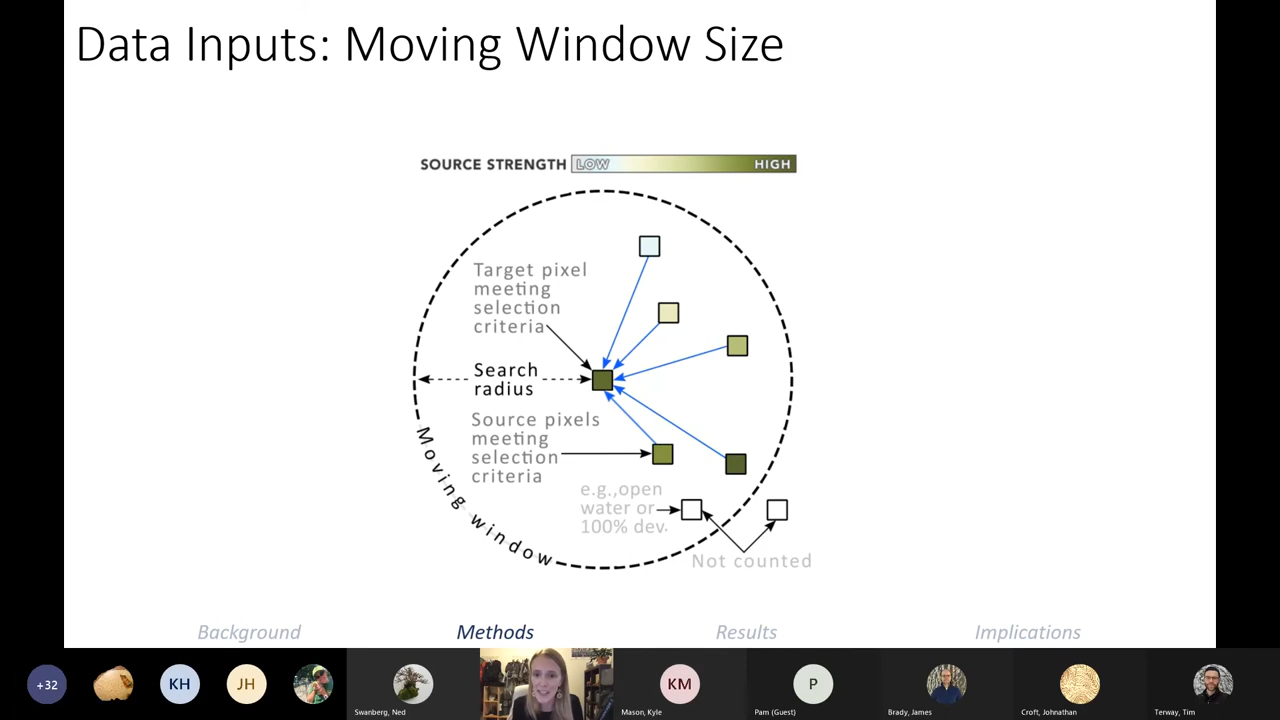 Data Inputs: Moving Window Size
SOURCE STRENGTH LOW HIGH
Target pixel
meeting
selection
criteria
Search
radius
Source pixels
meeting
selection
criteria
Moving window
e.g.,open
water or
100% dev.
Not counted
Background Methods Results Implications
+32 KH JH KM P
Swanberg, Ned Mason, Kyle Pam (Guest) Brady, James Croft, Johnathan Terway, Tim